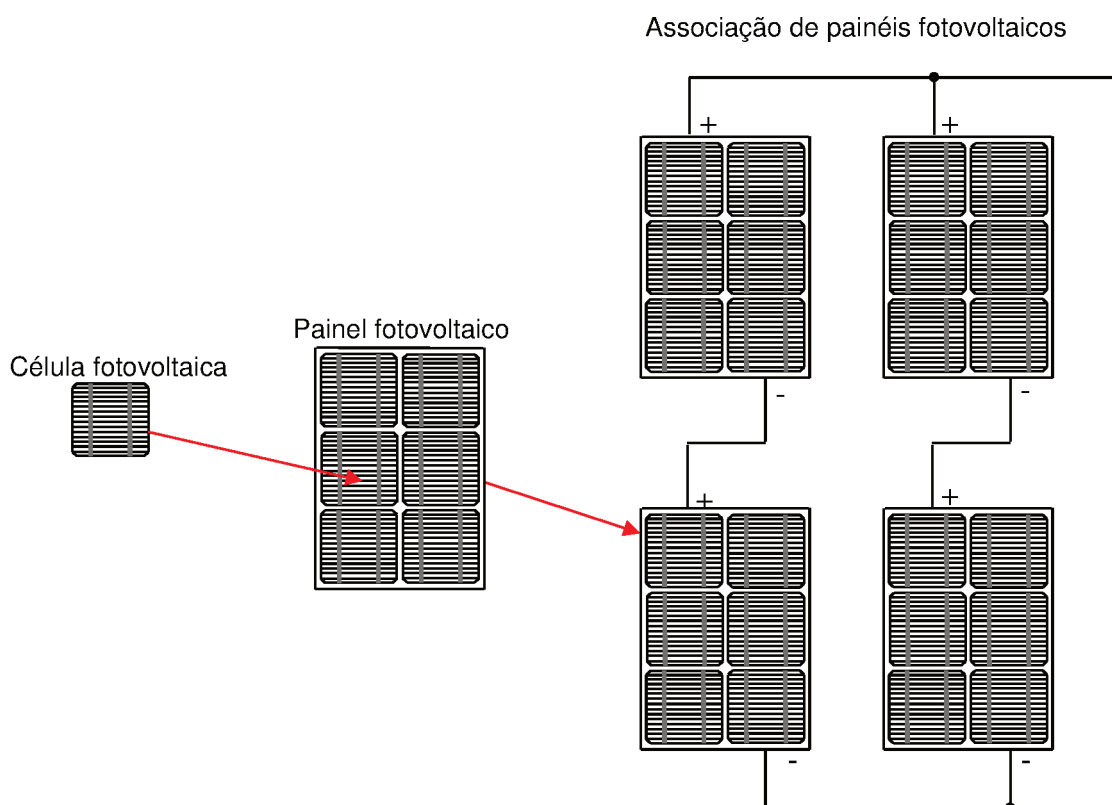 Associação de painéis fotovoltaicos
+ +
Painel fotovoltaico
Célula fotovoltaica
- -
+ +
- -